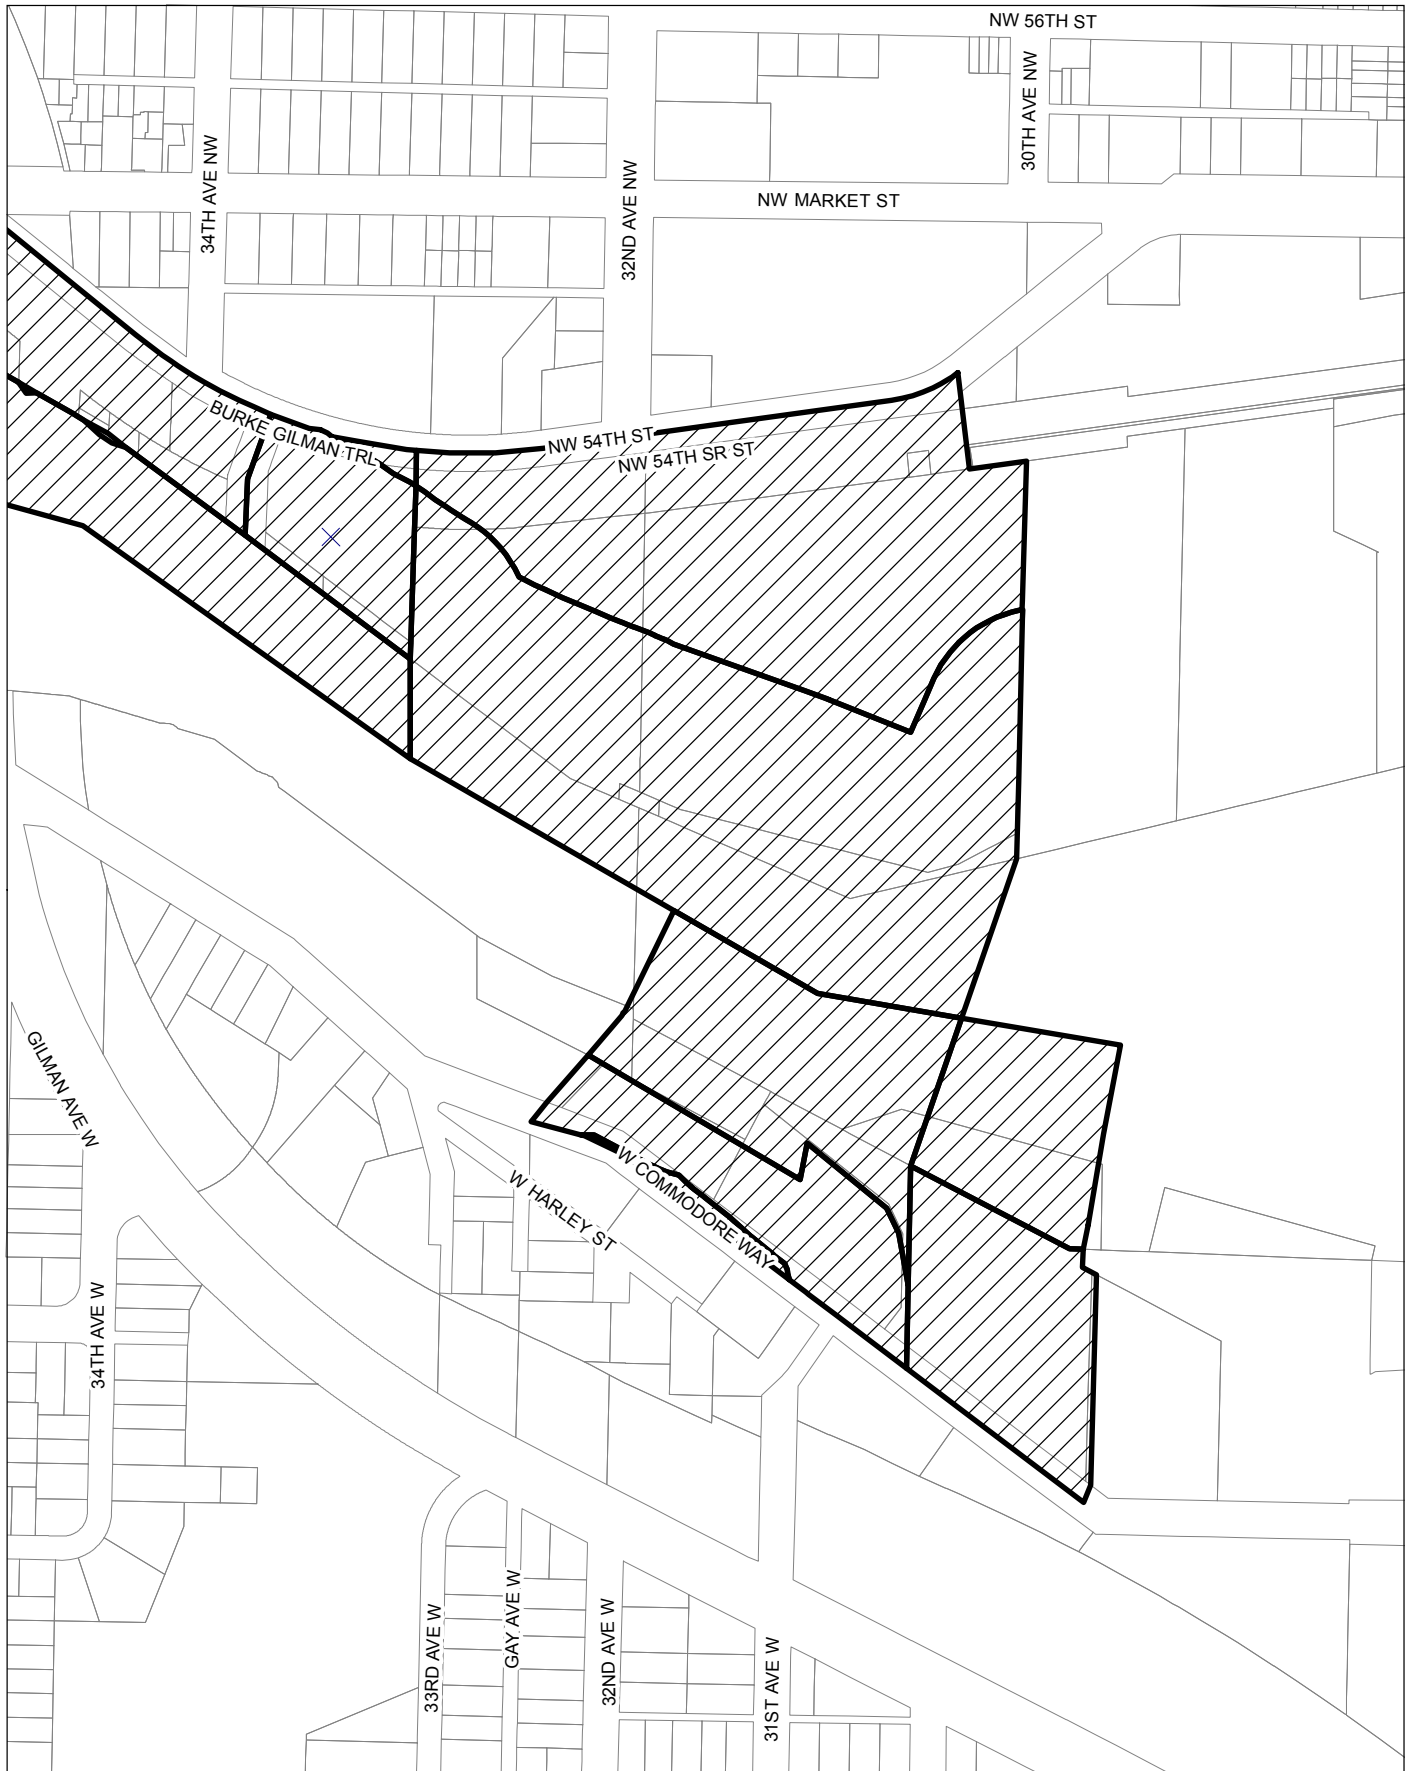 NW 56TH ST
30TH AVE NW
34TH AVE NW
32ND AVE NW
NW MARKET ST
BURKE GILMAN TRL
NW 54TH ST
NW 54TH SR ST
GILMAN AVE W
W COMMODORE WAY
W HARLEY ST
34TH AVE W
33RD AVE W
GAY AVE W
32ND AVE W
31ST AVE W